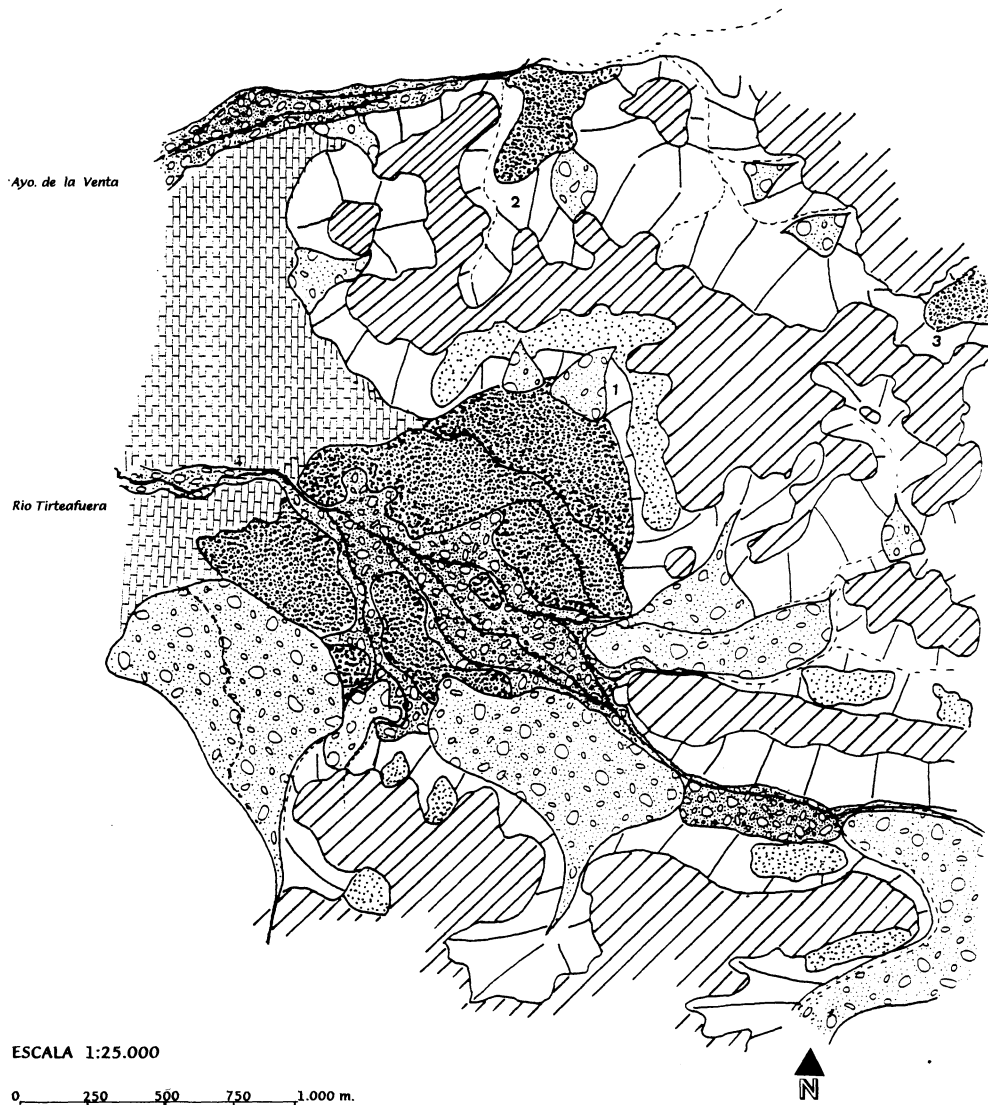 Ayo. de la Venta
2
3
1
Rio Tirteafuera
ESCALA 1:25.000
0 250 500 750 1.000 m.
N